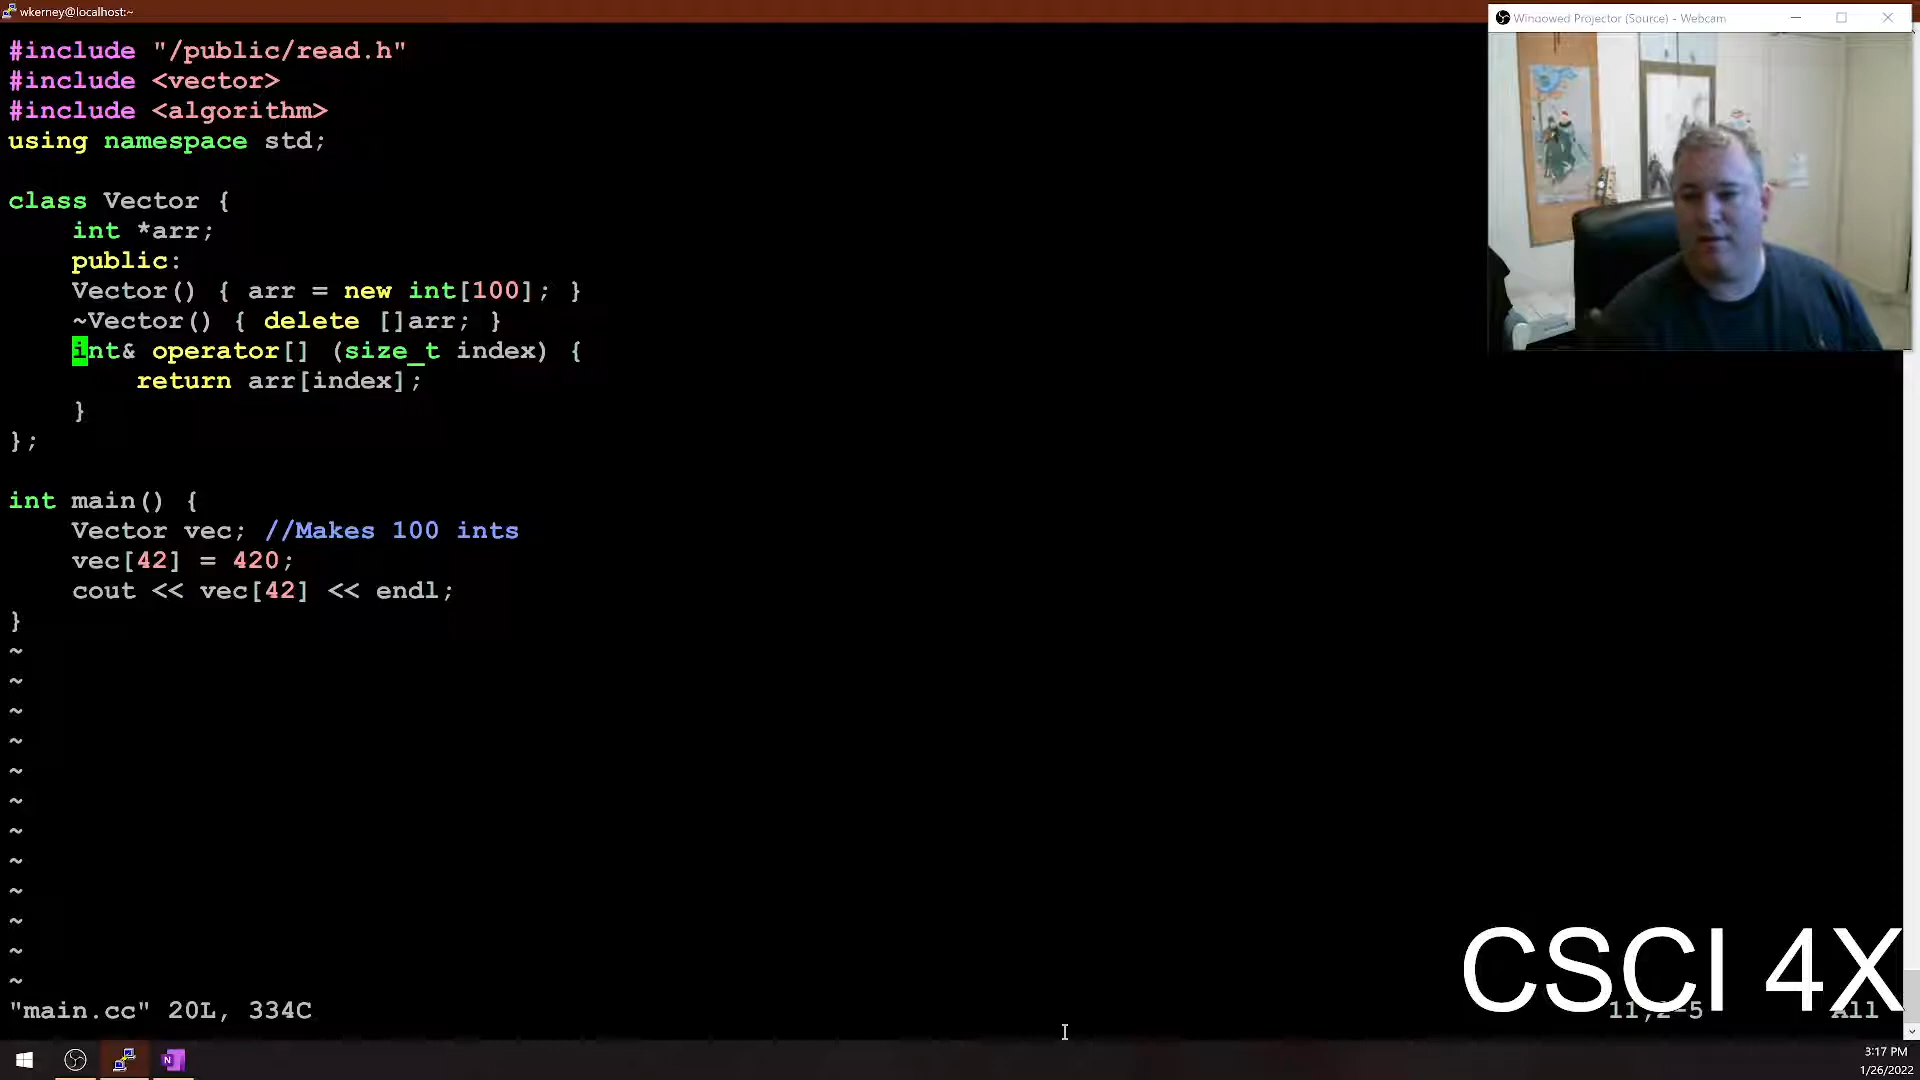 wkerney@localhost:~
Windowed Projector (Source) - Webcam
#include "/public/read.h"
#include <vector>
#include <algorithm>
using namespace std;
class Vector {
int *arr;
public:
Vector() { arr = new int[100]; }
~Vector() { delete []arr; }
int& operator[] (size_t index) {
return arr[index];
}
};
int main() {
Vector vec; //Makes 100 ints
vec[42] = 420;
cout << vec[42] << endl;
}
~
~
~
~
~
~
~
~
~
~
~
~
CSCI 4X
"main.cc" 20L, 334C
11,2-5
All
N
3:17 PM
1/26/2022